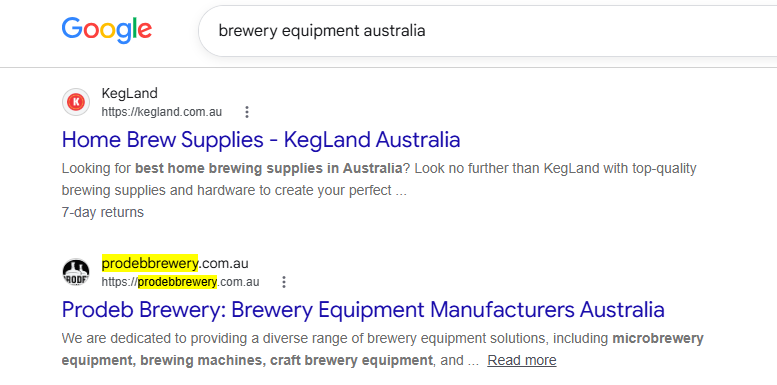 Google
brewery equipment australia
K
KegLand
https://kegland.com.au
Home Brew Supplies - KegLand Australia
Looking for best home brewing supplies in Australia? Look no further than KegLand with top-quality
brewing supplies and hardware to create your perfect ...
7-day returns
prodebbrewery.com.au
https://prodebbrewery.com.au
Prodeb Brewery: Brewery Equipment Manufacturers Australia
We are dedicated to providing a diverse range of brewery equipment solutions, including microbrewery
equipment, brewing machines, craft brewery equipment, and ... Read more